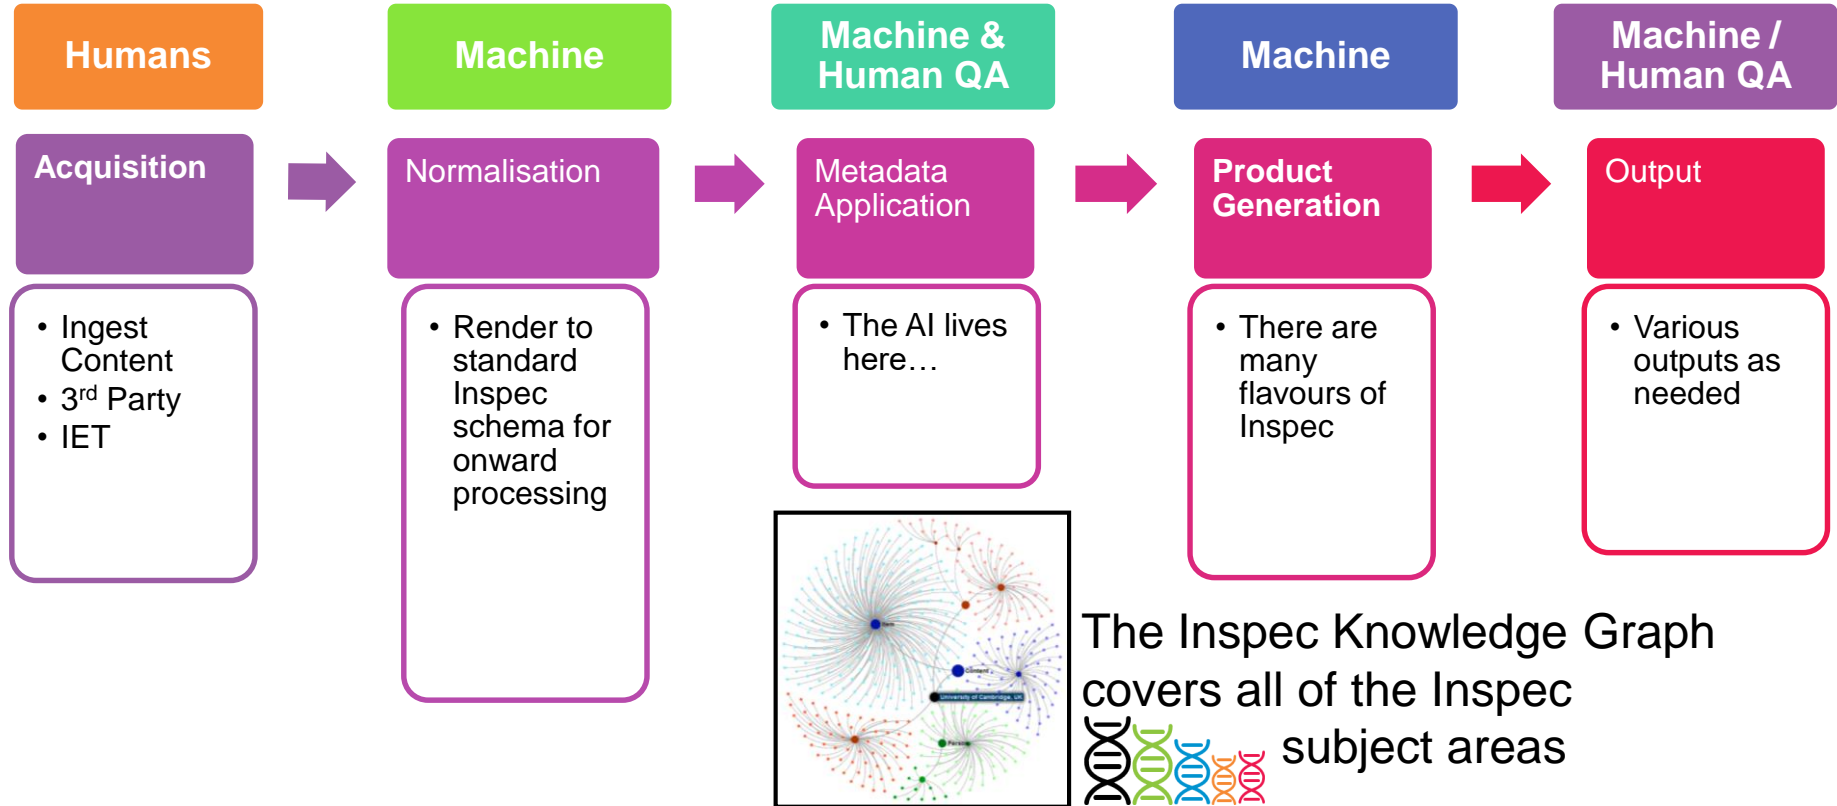 Humans
Machine
Machine &
Human QA
Machine
Machine /
Human QA
Acquisition
Normalisation
Metadata
Application
Product
Generation
Output
• Ingest
Content
• 3rd Party
• IET
• Render to
standard
Inspec
schema for
onward
processing
• The AI lives
here…
• There are
many
flavours of
Inspec
• Various
outputs as
needed
Item
Content
University of Cambridge, UK
Person
The Inspec Knowledge Graph
covers all of the Inspec
subject areas